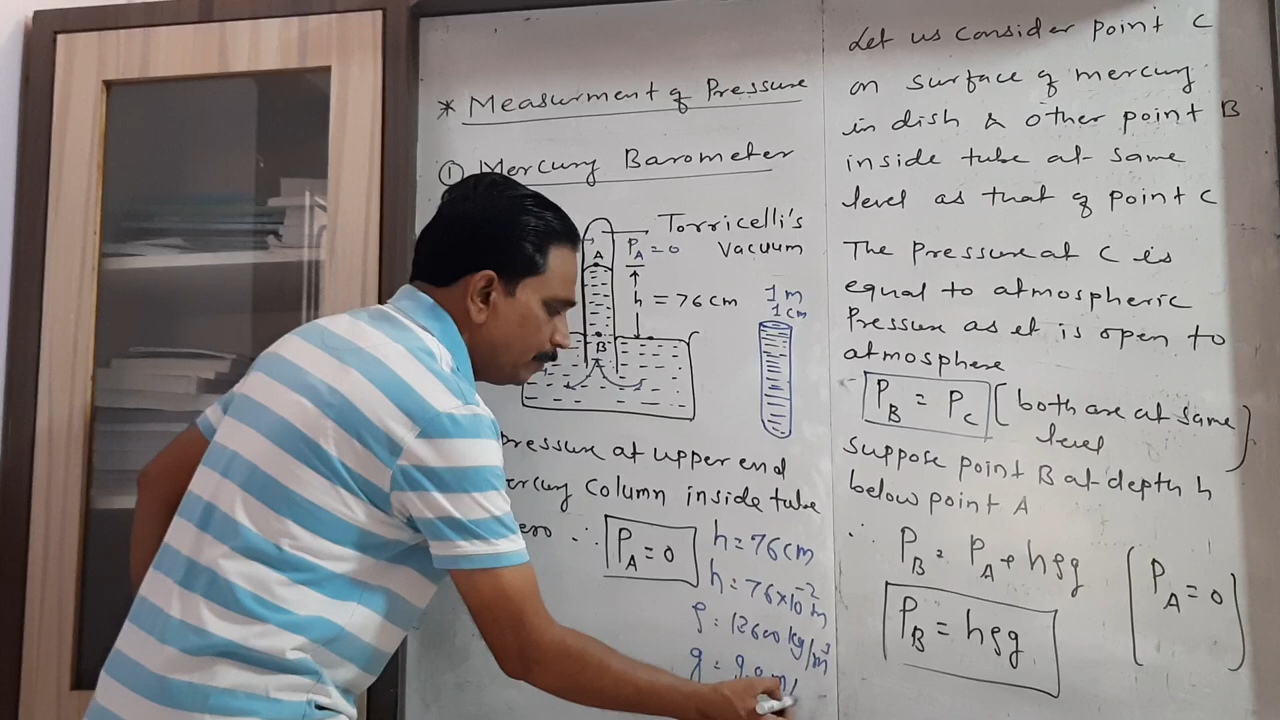 * Measurment of Pressure
① Mercury Barometer
Torricelli's
Vacuum
P_A = 0
A
h = 76 cm
B
1 m
1 cm
pressure at upper end
column inside tube
∴ P_A = 0
h = 76 cm
h = 76 × 10^-2 m
ρ = 13600 kg/m^3
g = 9.8 m/
Let us consider point C
on surface of mercury
in dish & other point B
inside tube at same
level as that of point C
The pressure at C is
equal to atmospheric
Pressure as it is open to
atmosphere
P_B = P_C [both are at same
level]
Suppose point B at depth h
below point A
∴ P_B = P_A + hρg [P_A = 0]
P_B = hρg